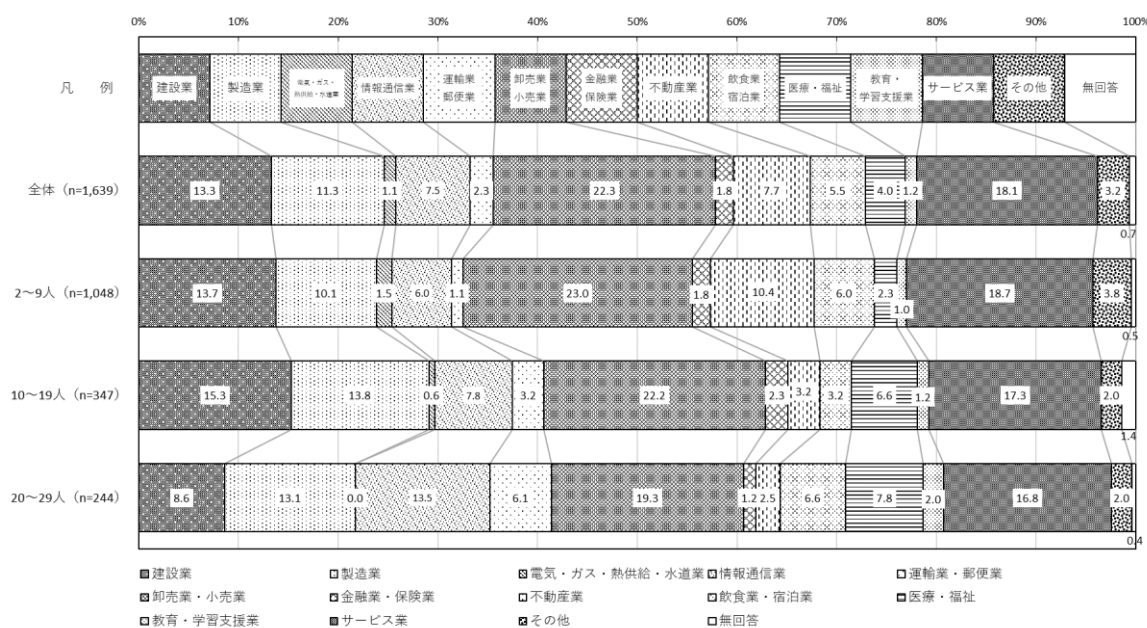 0% 10% 20% 30% 40% 50% 60% 70% 80% 90% 100%
凡 例
建設業
製造業
電気・ガス・
熱供給・水道業
情報通信業
運輸業
郵便業
卸売業
小売業
金融業
保険業
不動産業
飲食業
宿泊業
医療・福祉
教育・
学習支援業
サービス業
その他
無回答
全体（n=1,639） 13.3 11.3 1.1 7.5 2.3 22.3 1.8 7.7 5.5 4.0 1.2 18.1 3.2
0.7
2～9人（n=1,048） 13.7 10.1 1.5 6.0 1.1 23.0 1.8 10.4 6.0 2.3 1.0 18.7 3.8
0.5
10～19人（n=347） 15.3 13.8 0.6 7.8 3.2 22.2 2.3 3.2 3.2 6.6 1.2 17.3 2.0
1.4
20～29人（n=244） 8.6 13.1 0.0 13.5 6.1 19.3 1.2 2.5 6.6 7.8 2.0 16.8 2.0
0.4
建設業 製造業 電気・ガス・熱供給・水道業 情報通信業 運輸業・郵便業
卸売業・小売業 金融業・保険業 不動産業 飲食業・宿泊業 医療・福祉
教育・学習支援業 サービス業 その他 無回答